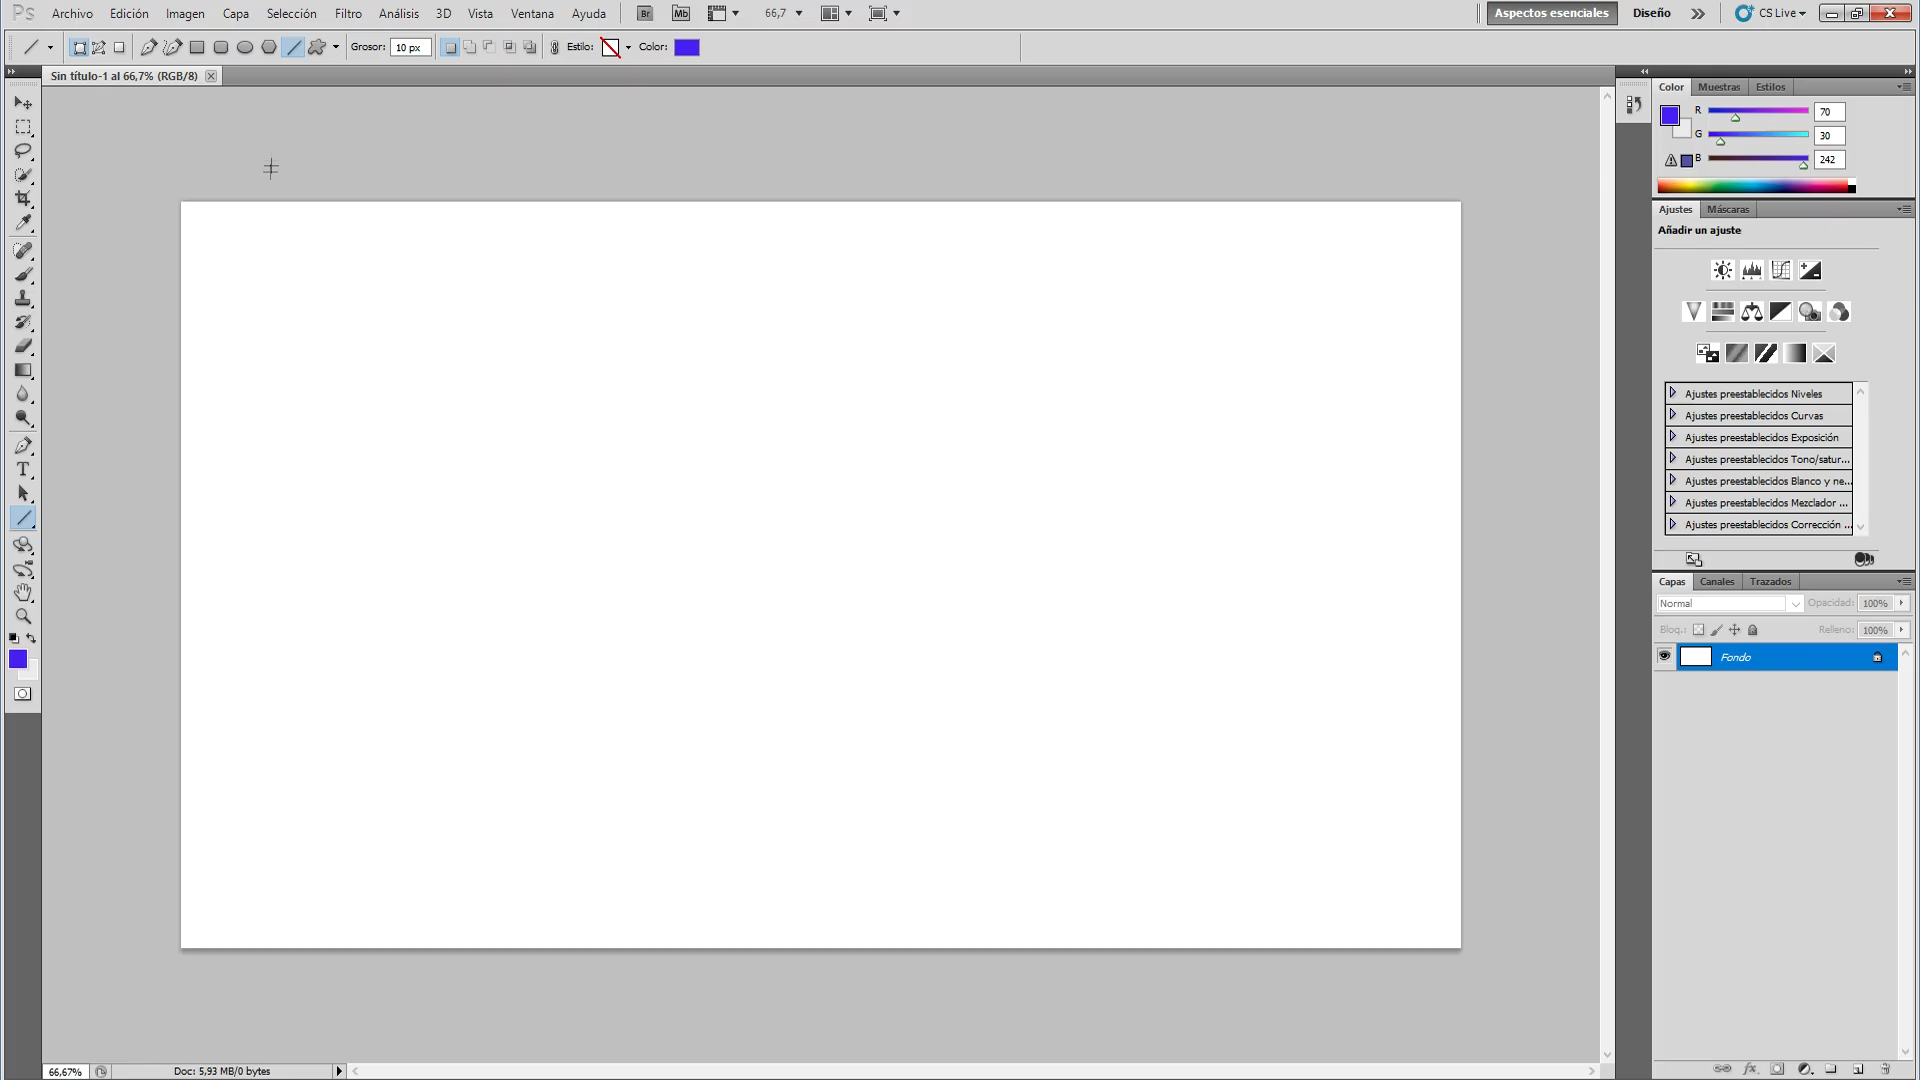 Ps Archivo Edición Imagen Capa Selección Filtro Análisis 3D Vista Ventana Ayuda Br Mb 66,7 Aspectos esenciales Diseño CS Live
Grosor: 10 px Estilo: Color:
Sin título-1 al 66,7% (RGB/8)
Color Muestras Estilos
R 70
G 30
B 242
Ajustes Máscaras
Añadir un ajuste
Ajustes preestablecidos Niveles
Ajustes preestablecidos Curvas
Ajustes preestablecidos Exposición
Ajustes preestablecidos Tono/satur...
Ajustes preestablecidos Blanco y ne...
Ajustes preestablecidos Mezclador ...
Ajustes preestablecidos Corrección ...
Capas Canales Trazados
Normal Opacidad: 100%
Bloq.: Relleno: 100%
Fondo
66,67% Doc: 5,93 MB/0 bytes